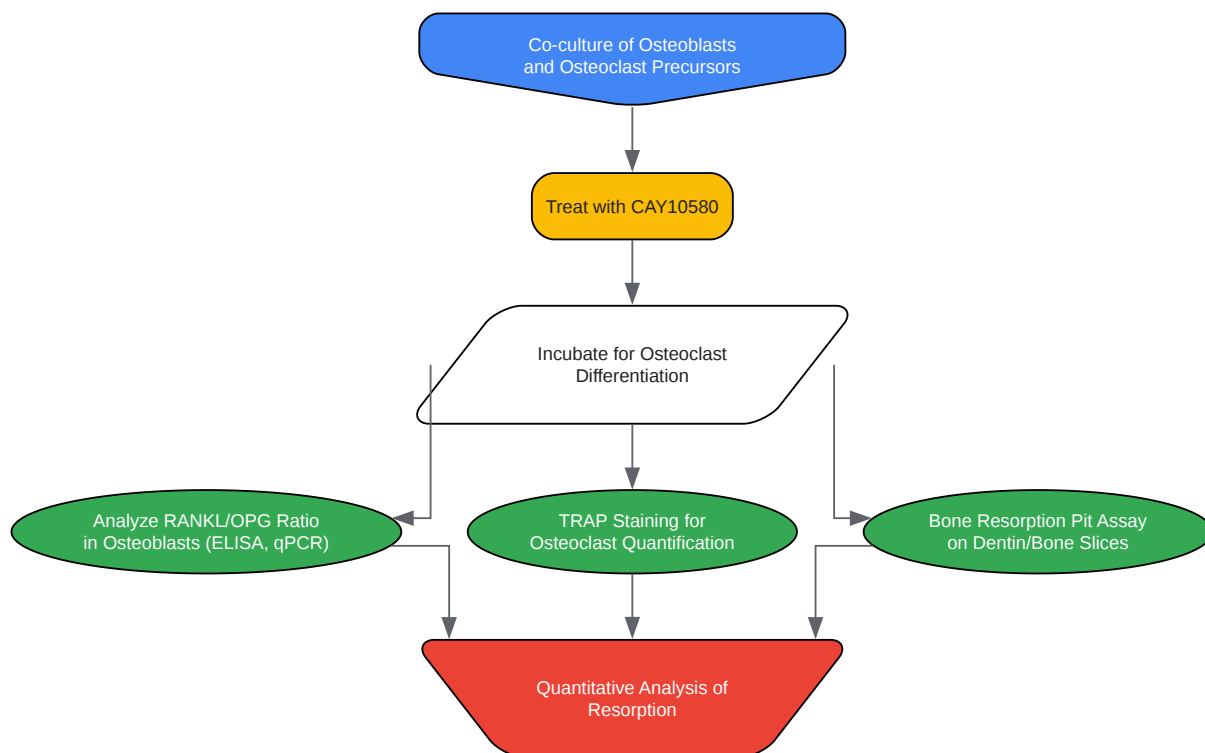 Co-culture of Osteoblasts
and Osteoclast Precursors
Treat with CAY10580
Incubate for Osteoclast
Differentiation
Analyze RANKL/OPG Ratio
in Osteoblasts (ELISA, qPCR)
TRAP Staining for
Osteoclast Quantification
Bone Resorption Pit Assay
on Dentin/Bone Slices
Quantitative Analysis of
Resorption